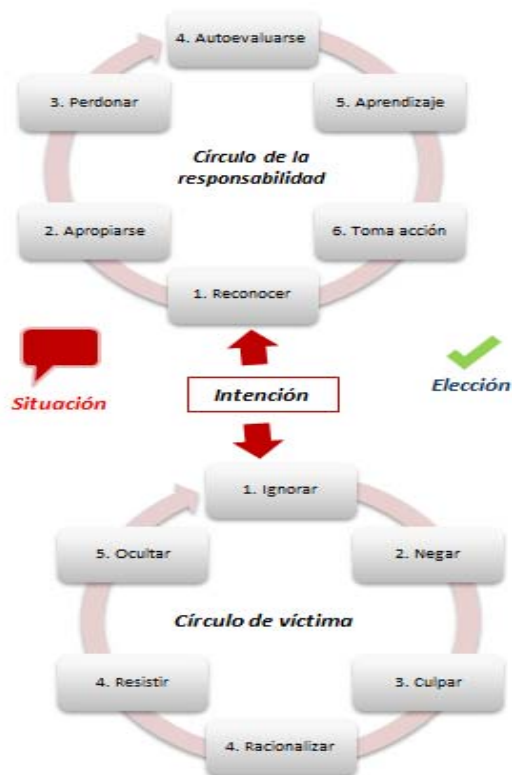 4. Autoevaluarse
3. Perdonar
5. Aprendizaje
Círculo de la
responsabilidad
2. Apropiarse
6. Toma acción
1. Reconocer
Situación
Intención
Elección
1. Ignorar
5. Ocultar
2. Negar
Círculo de víctima
4. Resistir
3. Culpar
4. Racionalizar